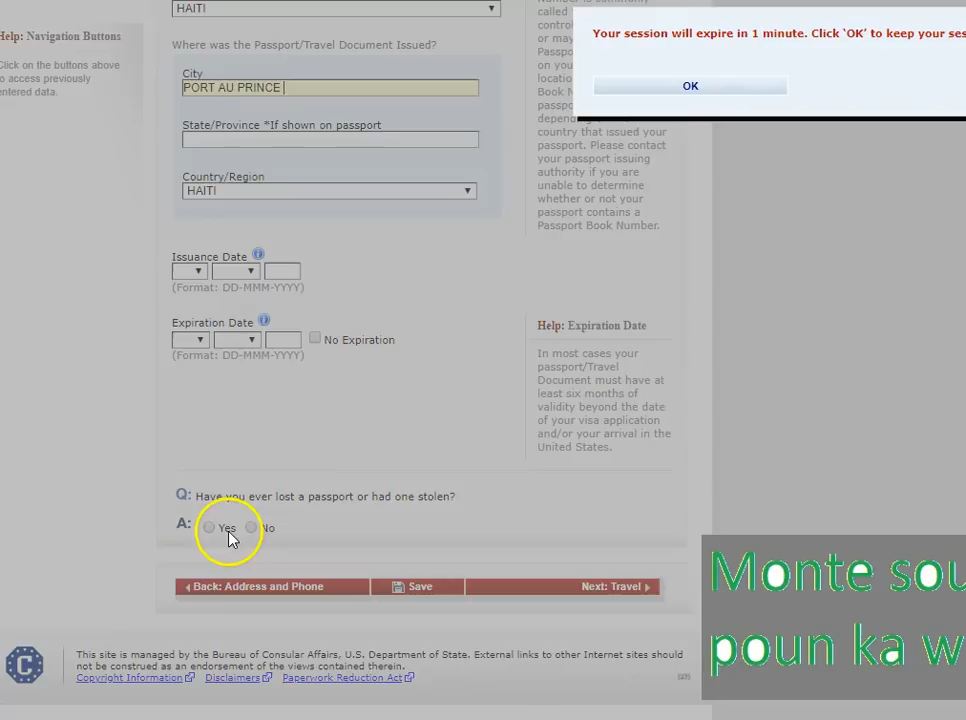 HAITI
Help: Navigation Buttons
Click on the buttons above
to access previously
entered data.
Where was the Passport/Travel Document Issued?
City
PORT AU PRINCE
State/Province *If shown on passport
Country/Region
HAITI
Issuance Date
(Format: DD-MMM-YYYY)
Expiration Date
No Expiration
(Format: DD-MMM-YYYY)
Number is commonly
called
control
or may
Passport
on you
location
Book N
passport
depending
country that issued your
passport. Please contact
your passport issuing
authority if you are
unable to determine
whether or not your
passport contains a
Passport Book Number.
Your session will expire in 1 minute. Click ‘OK’ to keep your ses
OK
Help: Expiration Date
In most cases your
passport/Travel
Document must have at
least six months of
validity beyond the date
of your visa application
and/or your arrival in the
United States.
Q: Have you ever lost a passport or had one stolen?
A: Yes No
Back: Address and Phone
Save
Next: Travel
Monte sou
poun ka w
C
This site is managed by the Bureau of Consular Affairs, U.S. Department of State. External links to other Internet sites should
not be construed as an endorsement of the views contained therein.
Copyright Information Disclaimers Paperwork Reduction Act